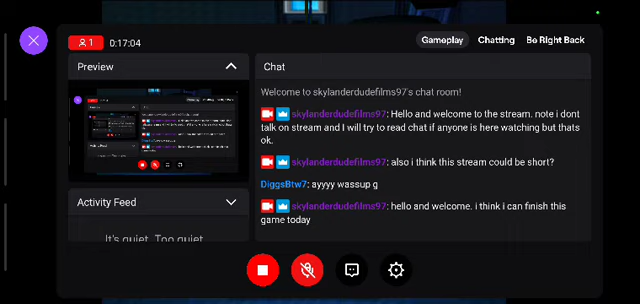 1 0:17:04 Gameplay Chatting Be Right Back
Preview
Chat
Welcome to skylanderdudefilms97's chat room!
skylanderdudefilms97: Hello and welcome to the stream. note i dont
talk on stream and I will try to read chat if anyone is here watching but thats
ok.
skylanderdudefilms97: also i think this stream could be short?
DiggsBtw7: ayyyy wassup g
skylanderdudefilms97: hello and welcome. i think i can finish this
game today
Activity Feed
It's quiet. Too quiet